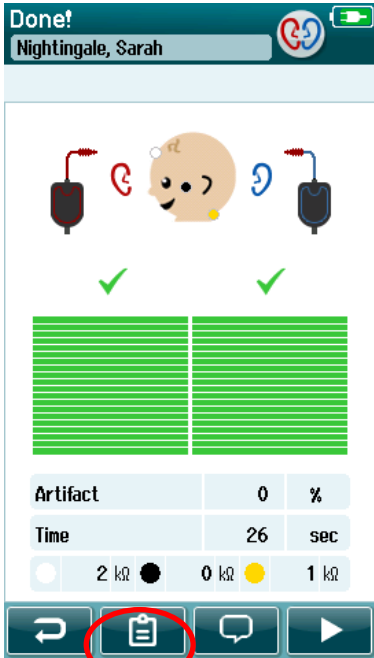 Done!
Nightingale, Sarah
Artifact 0 %
Time 26 sec
2 kΩ 0 kΩ 1 kΩ